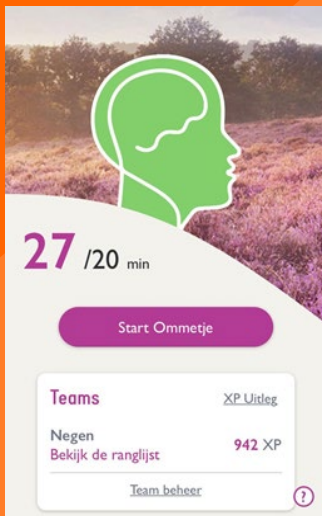 27 /20 min
Start Ommetje
Teams XP Uitleg
Negen
Bekijk de ranglijst 942 XP
Team beheer
?